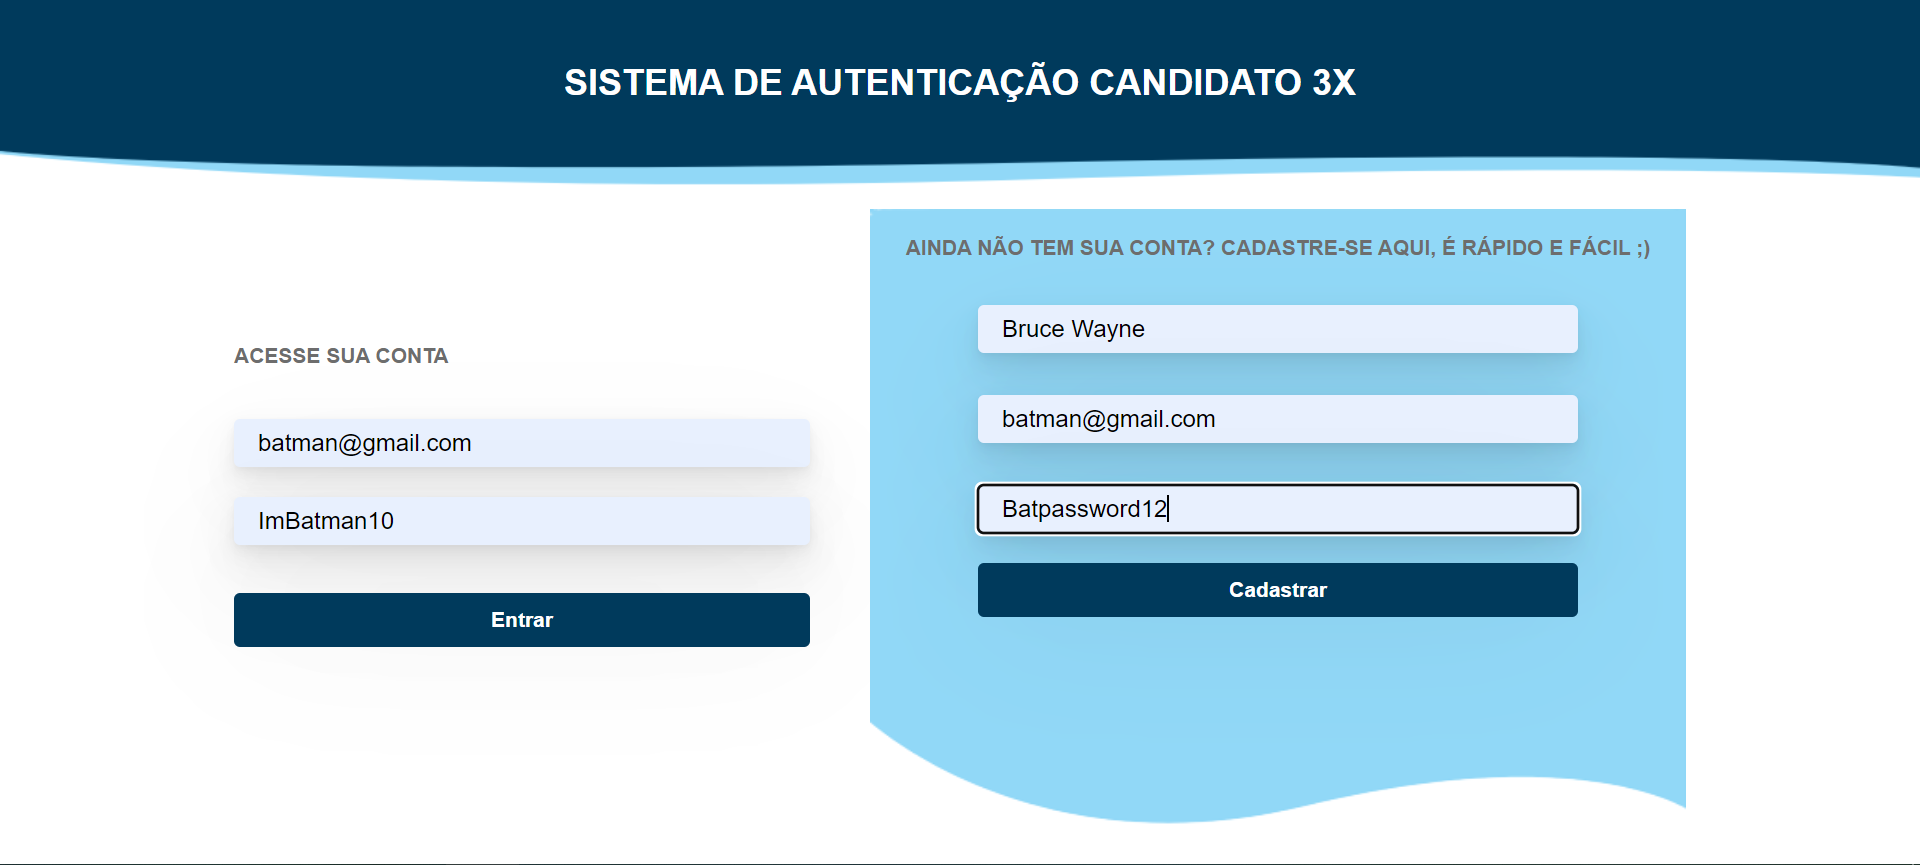 SISTEMA DE AUTENTICAÇÃO CANDIDATO 3X
ACESSE SUA CONTA
batman@gmail.com
ImBatman10
Entrar
AINDA NÃO TEM SUA CONTA? CADASTRE-SE AQUI, É RÁPIDO E FÁCIL ;)
Bruce Wayne
batman@gmail.com
Batpassword12
Cadastrar